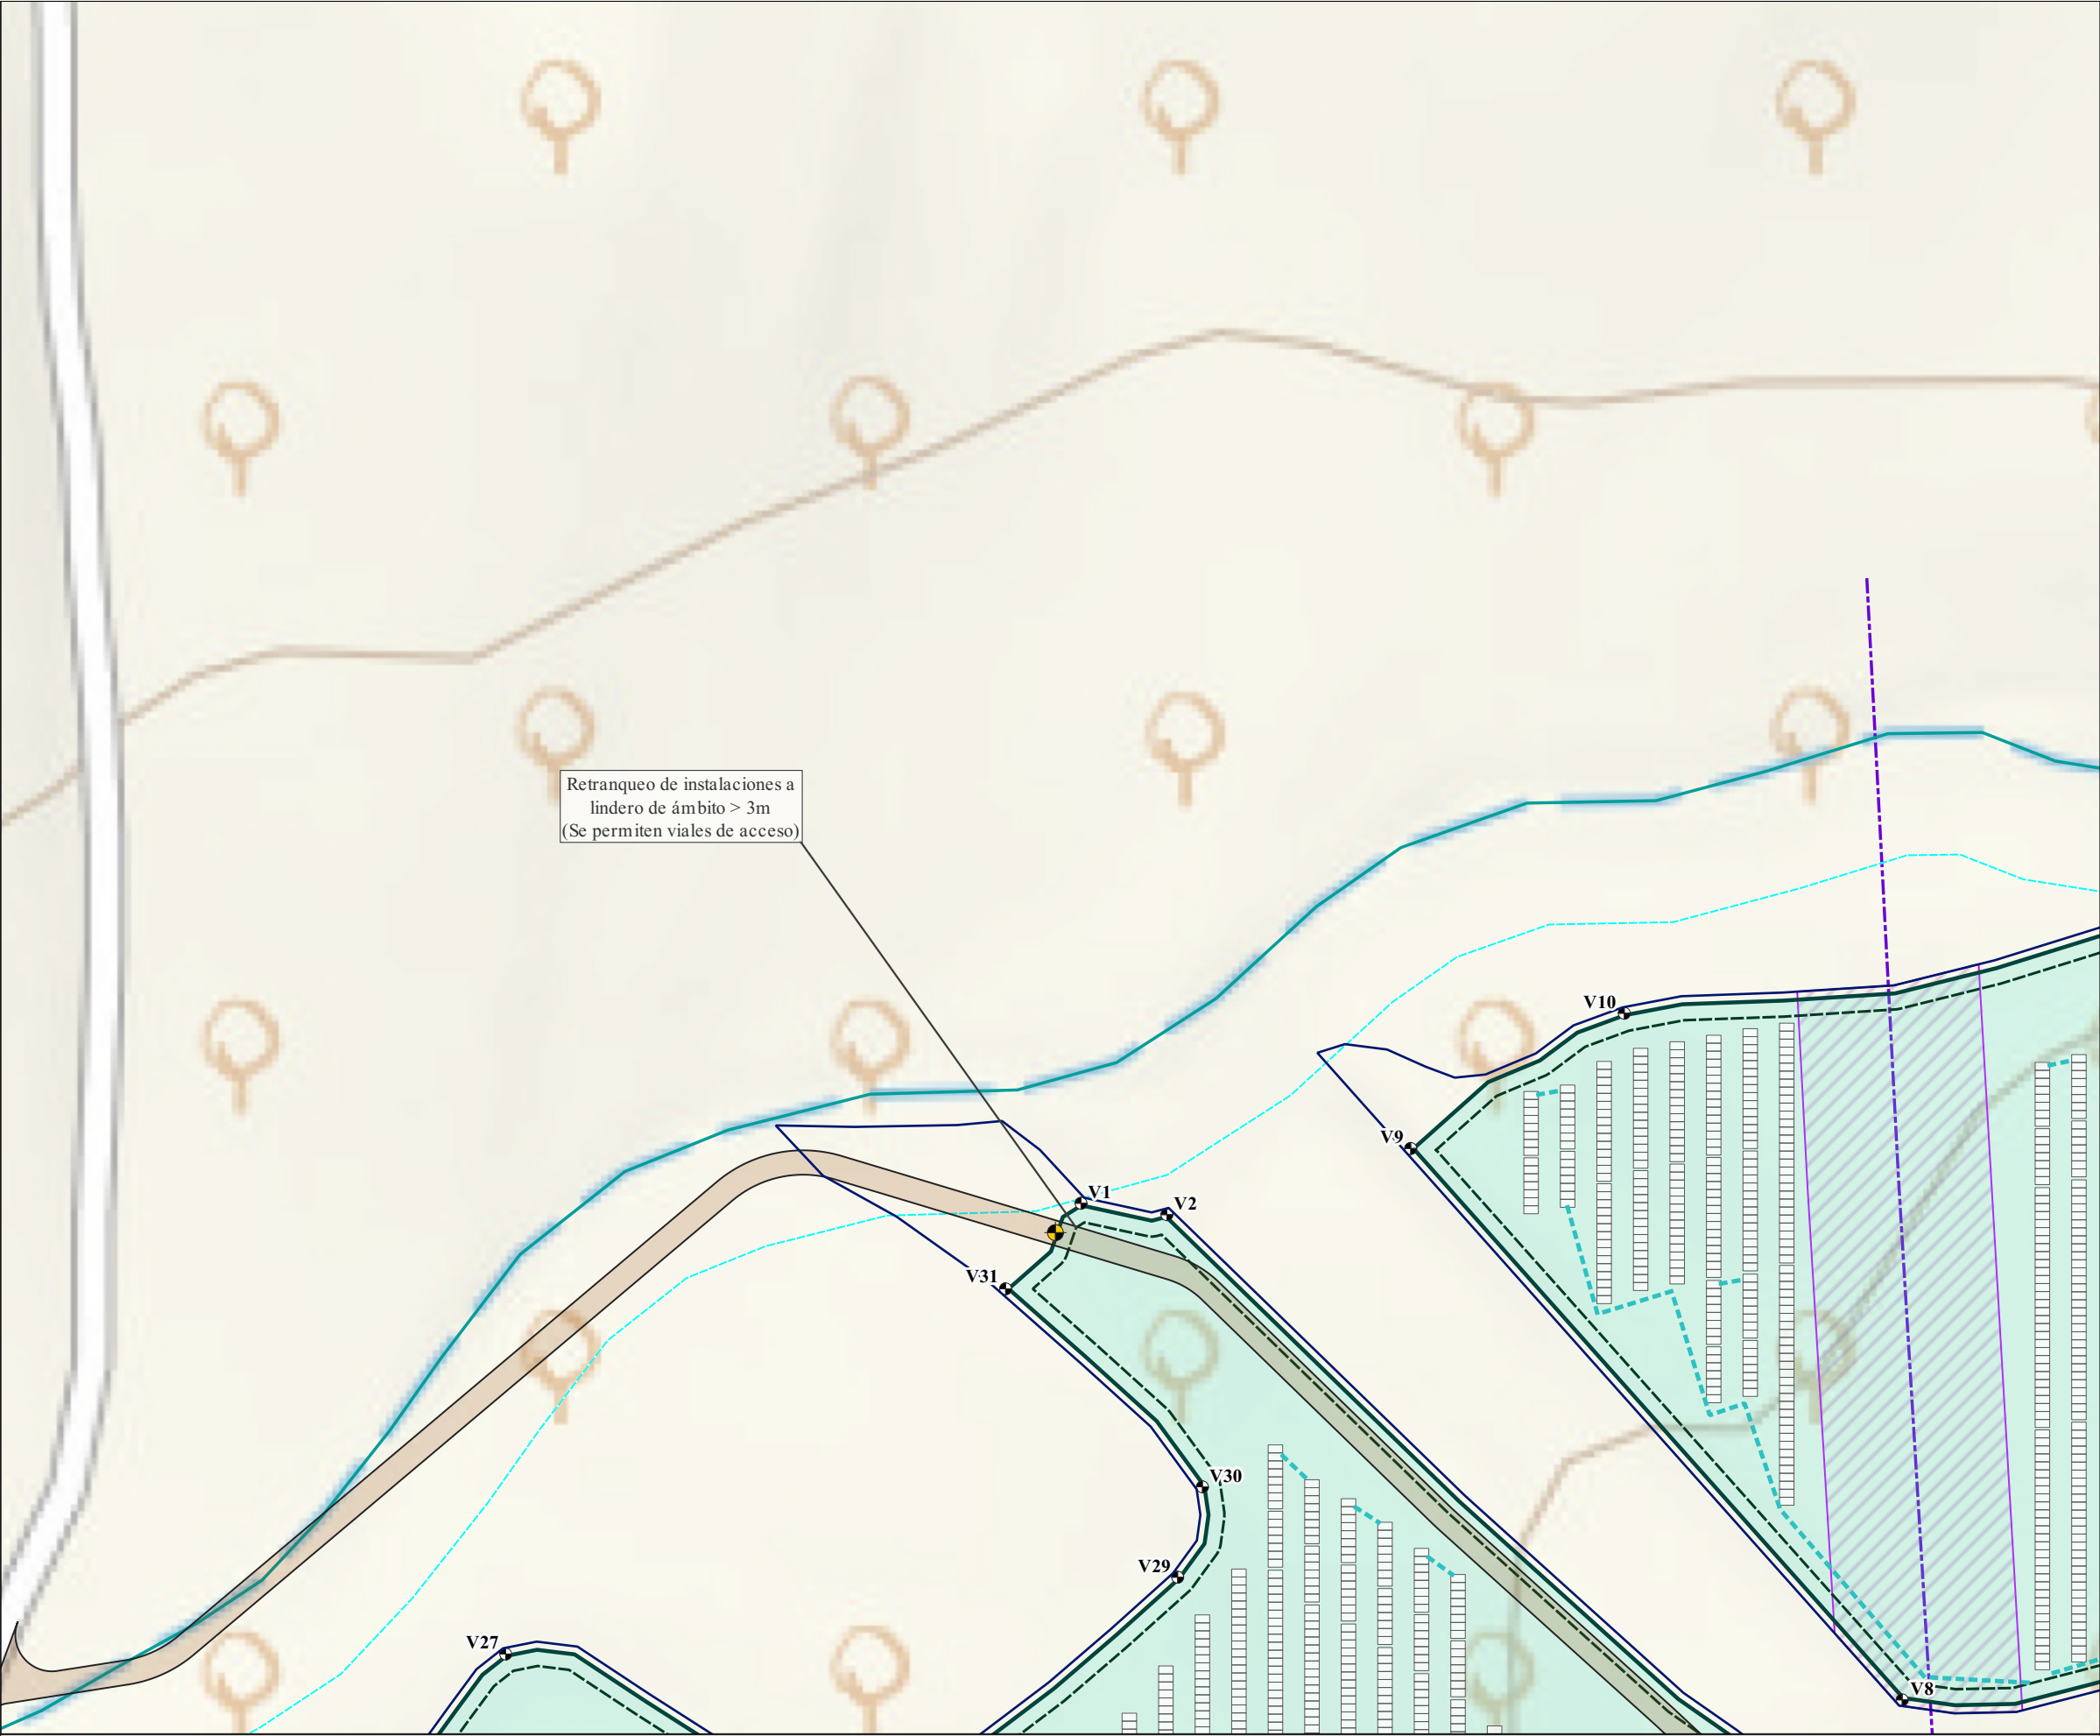 Retranqueo de instalaciones a
lindero de ámbito > 3m
(Se permiten viales de acceso)
V10
V9
V1
V2
V31
V30
V29
V27
V8